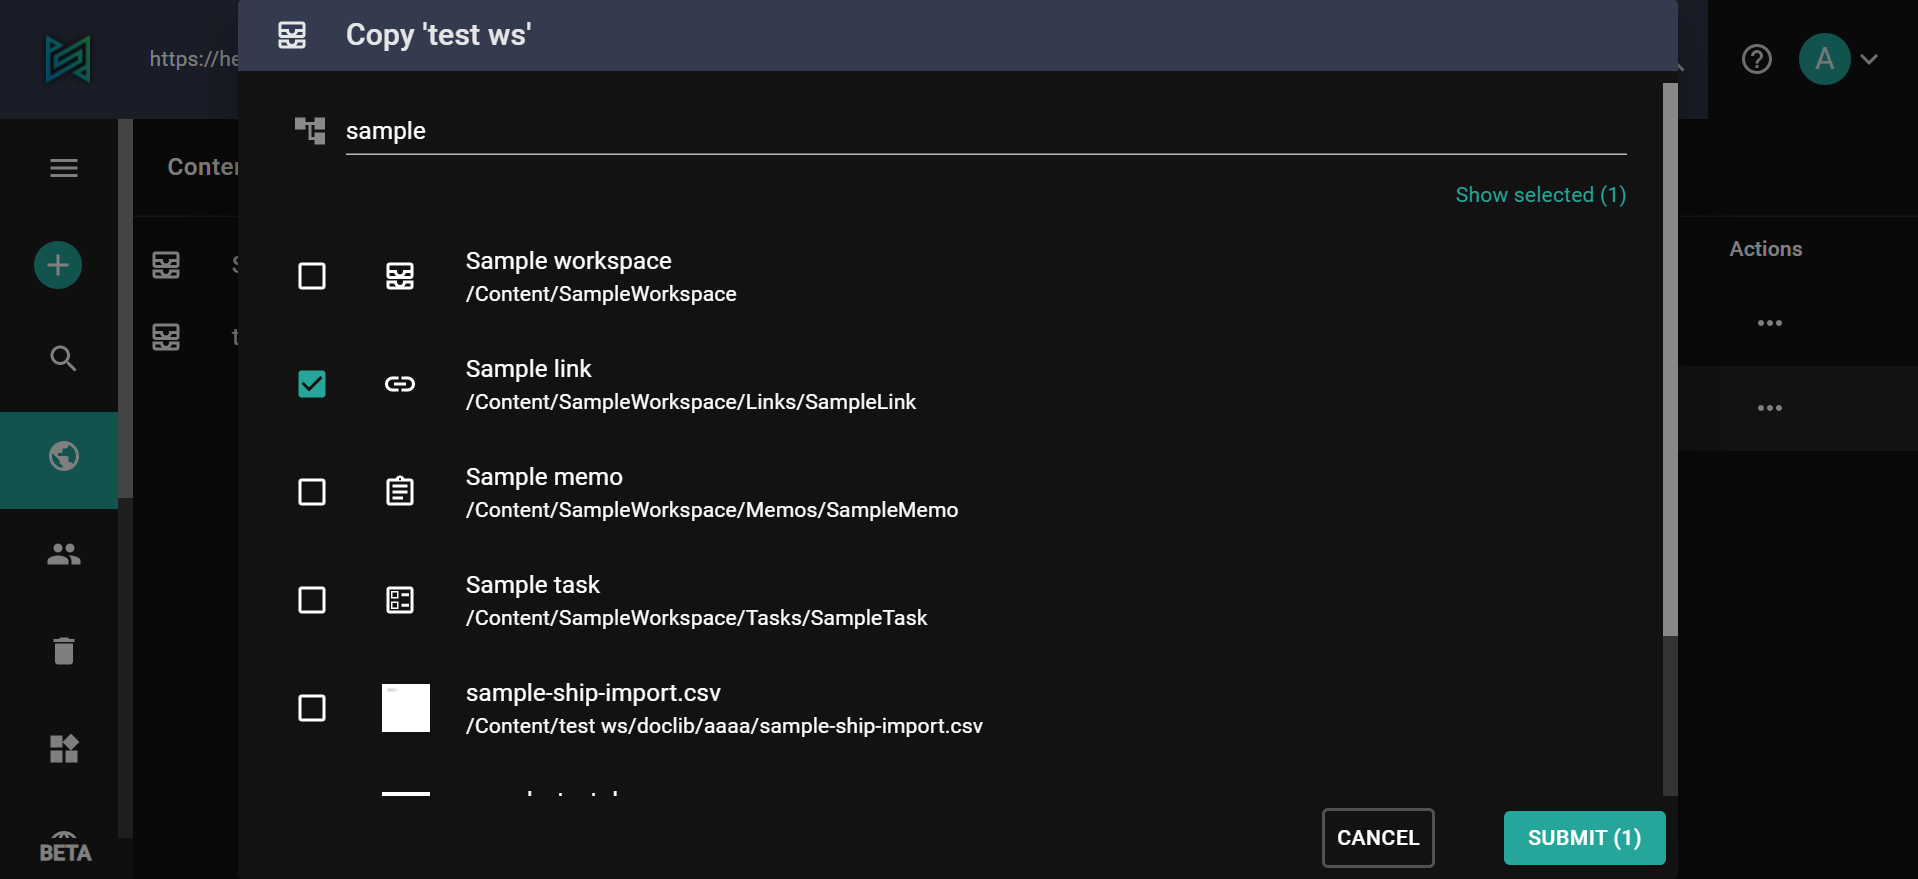 Copy 'test ws'
https://he
A
sample
Show selected (1)
Actions
Sample workspace
/Content/SampleWorkspace
Sample link
/Content/SampleWorkspace/Links/SampleLink
Sample memo
/Content/SampleWorkspace/Memos/SampleMemo
Sample task
/Content/SampleWorkspace/Tasks/SampleTask
sample-ship-import.csv
/Content/test ws/doclib/aaaa/sample-ship-import.csv
BETA
CANCEL
SUBMIT (1)